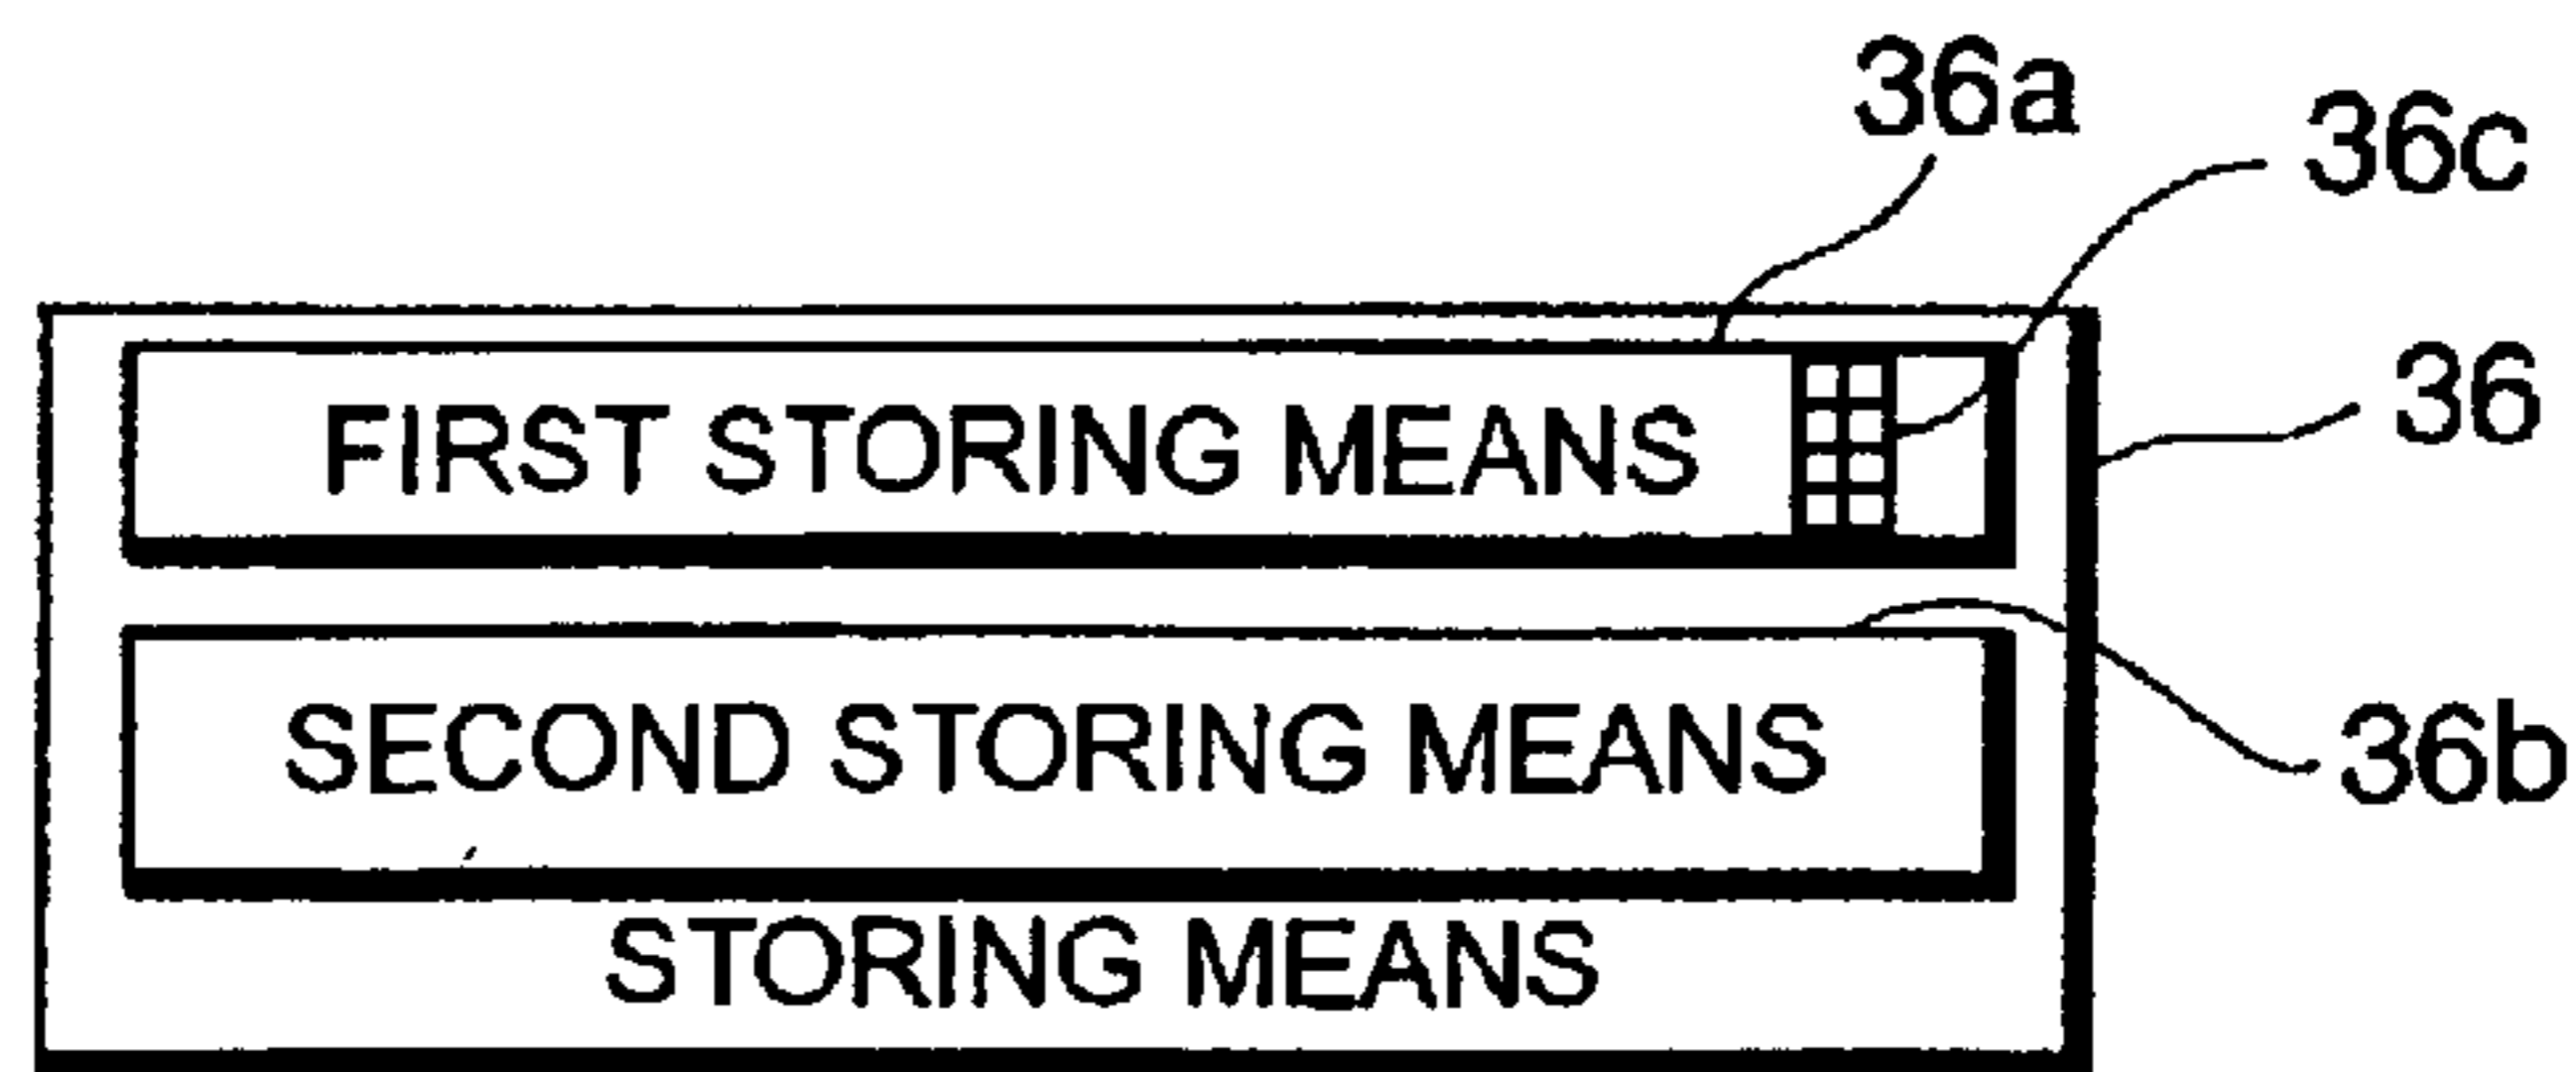 36a
36c
FIRST STORING MEANS
36
SECOND STORING MEANS
36b
STORING MEANS